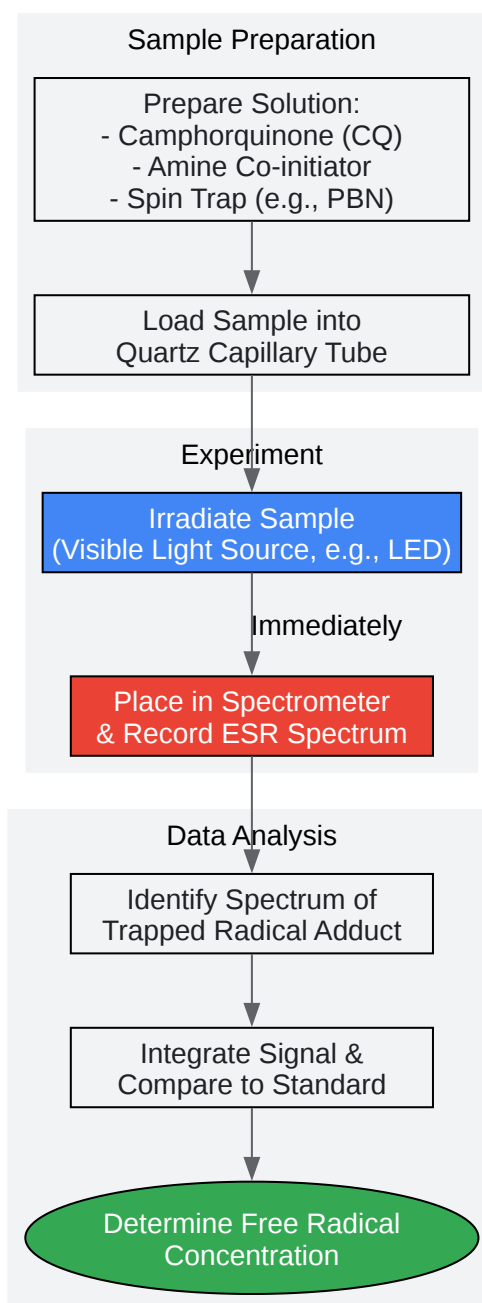 Sample Preparation
Prepare Solution:
- Camphorquinone (CQ)
- Amine Co-initiator
- Spin Trap (e.g., PBN)
Load Sample into
Quartz Capillary Tube
Experiment
Irradiate Sample
(Visible Light Source, e.g., LED)
Immediately
Place in Spectrometer
& Record ESR Spectrum
Data Analysis
Identify Spectrum of
Trapped Radical Adduct
Integrate Signal &
Compare to Standard
Determine Free Radical
Concentration